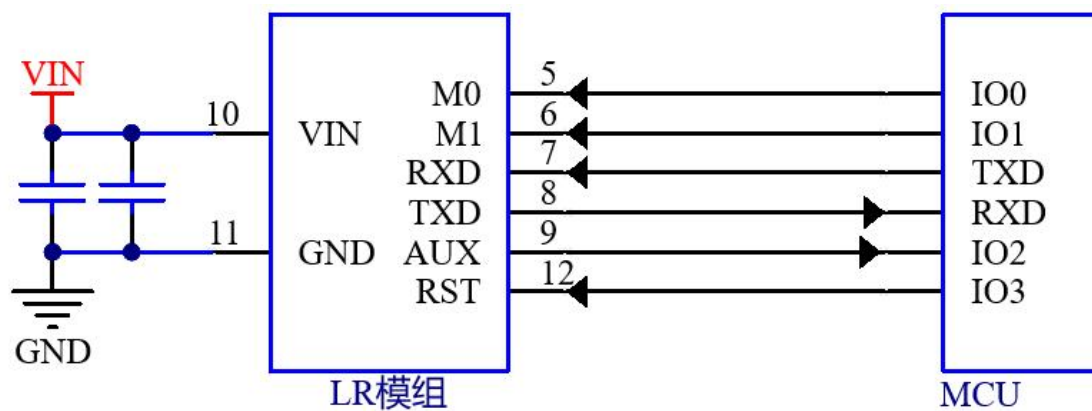 VIN
10
11
GND
VIN
GND
M0
M1
RXD
TXD
AUX
RST
5
6
7
8
9
12
IO0
IO1
TXD
RXD
IO2
IO3
LR模组
MCU